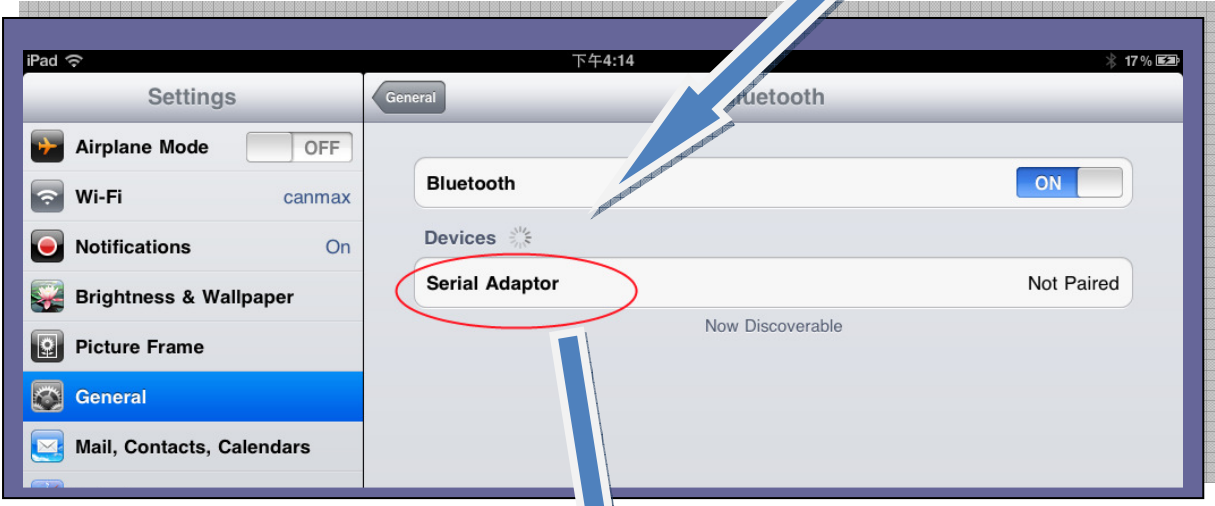 iPad 下午4:14 17%
Settings General luetooth
Airplane Mode OFF
Bluetooth ON
Wi-Fi canmax
Devices
Notifications On
Serial Adaptor Not Paired
Brightness & Wallpaper
Now Discoverable
Picture Frame
General
Mail, Contacts, Calendars